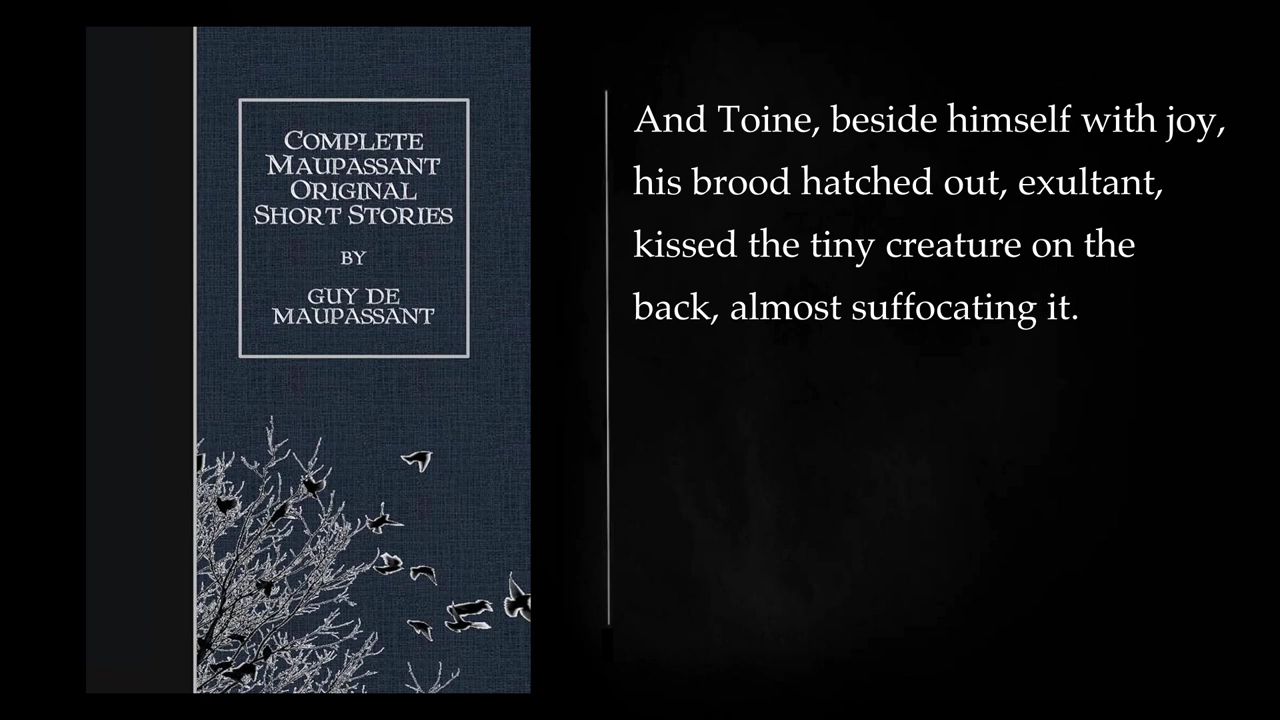 COMPLETE
MAUPASSANT
ORIGINAL
SHORT STORIES
BY
GUY DE
MAUPASSANT
And Toine, beside himself with joy,
his brood hatched out, exultant,
kissed the tiny creature on the
back, almost suffocating it.